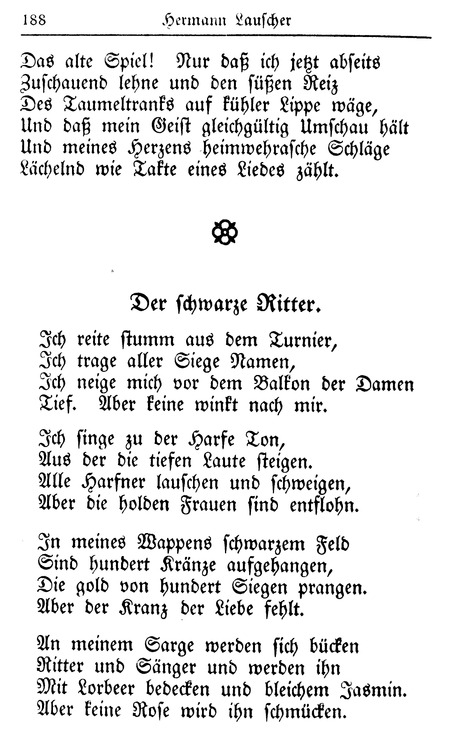 188 Hermann Lauscher
Das alte Spiel! Nur daß ich jetzt abseits
Zuschauend lehne und den süßen Reiz
Des Taumeltranks auf kühler Lippe wäge,
Und daß mein Geist gleichgültig Umschau hält
Und meines Herzens heimwehrasche Schläge
Lächelnd wie Takte eines Liedes zählt.
Der schwarze Ritter.
Ich reite stumm aus dem Turnier,
Ich trage aller Siege Namen,
Ich neige mich vor dem Balkon der Damen
Tief. Aber keine winkt nach mir.
Ich singe zu der Harfe Ton,
Aus der die tiefen Laute steigen.
Alle Harfner lauschen und schweigen,
Aber die holden Frauen sind entflohn.
In meines Wappens schwarzem Feld
Sind hundert Kränze aufgehangen,
Die gold von hundert Siegen prangen.
Aber der Kranz der Liebe fehlt.
An meinem Sarge werden sich bücken
Ritter und Sänger und werden ihn
Mit Lorbeer bedecken und bleichem Jasmin.
Aber keine Rose wird ihn schmücken.